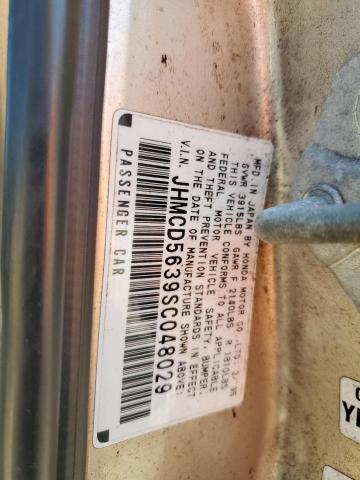 MFD. IN JAPAN BY HONDA MOTOR CO.,LTD. 2/95
GVWR 3915LBS GAWR F 2140LBS R 1810LBS
THIS VEHICLE CONFORMS TO ALL APPLICABLE
FEDERAL MOTOR VEHICLE SAFETY, BUMPER,
AND THEFT PREVENTION STANDARDS IN EFFECT
ON THE DATE OF MANUFACTURE SHOWN ABOVE.
V.I.N. JHMCD5639SC048029
PASSENGER CAR